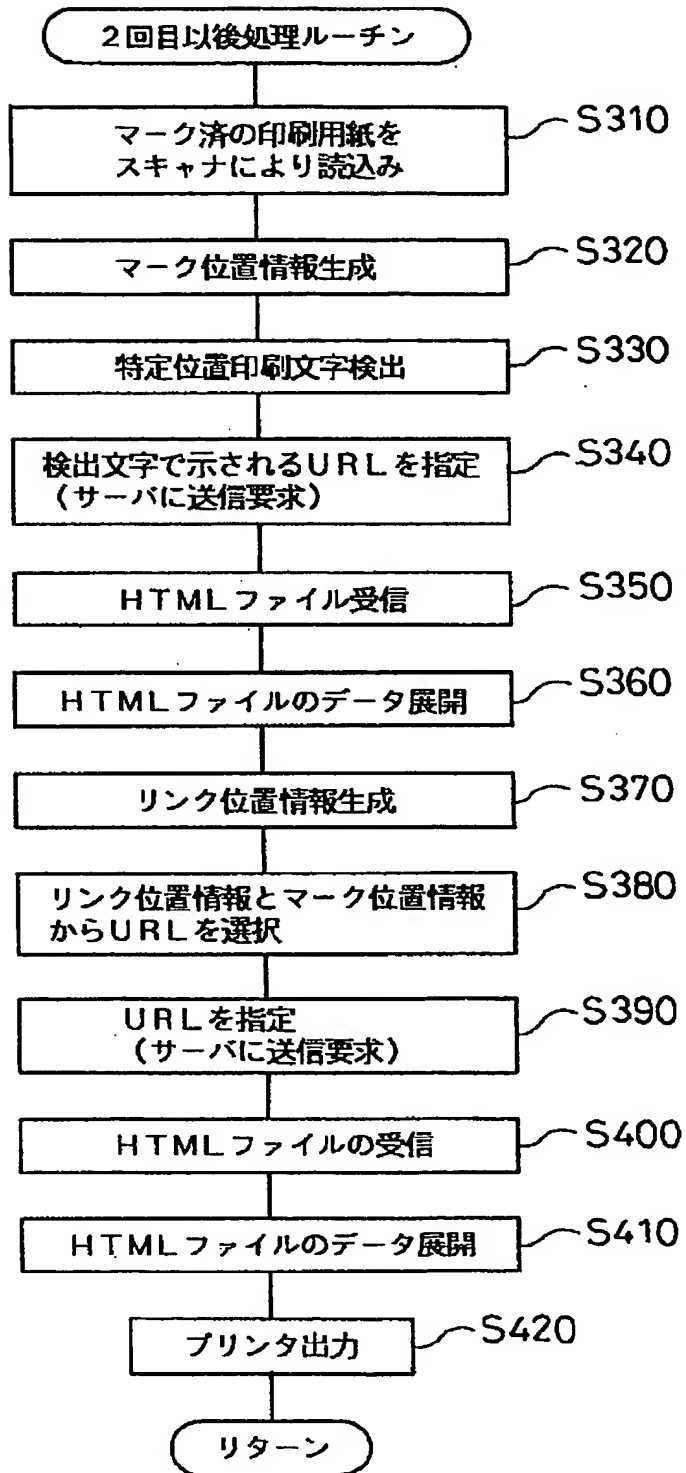 2回目以後処理ルーチン
マーク済の印刷用紙を
スキャナにより読込み
S310
マーク位置情報生成
S320
特定位置印刷文字検出
S330
検出文字で示されるURLを指定
(サーバに送信要求)
S340
HTMLファイル受信
S350
HTMLファイルのデータ展開
S360
リンク位置情報生成
S370
リンク位置情報とマーク位置情報
からURLを選択
S380
URLを指定
(サーバに送信要求)
S390
HTMLファイルの受信
S400
HTMLファイルのデータ展開
S410
プリンタ出力
S420
リターン